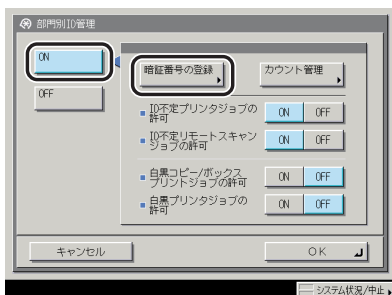 部門別ID管理
ON
OFF
暗証番号の登録
カウント管理
ID不定プリンタジョブの
許可
ON
OFF
ID不定リモートスキャン
ジョブの許可
ON
OFF
白黒コピー/ボックス
プリントジョブの許可
ON
OFF
白黒プリンタジョブの
許可
ON
OFF
キャンセル
OK
システム状況/中止